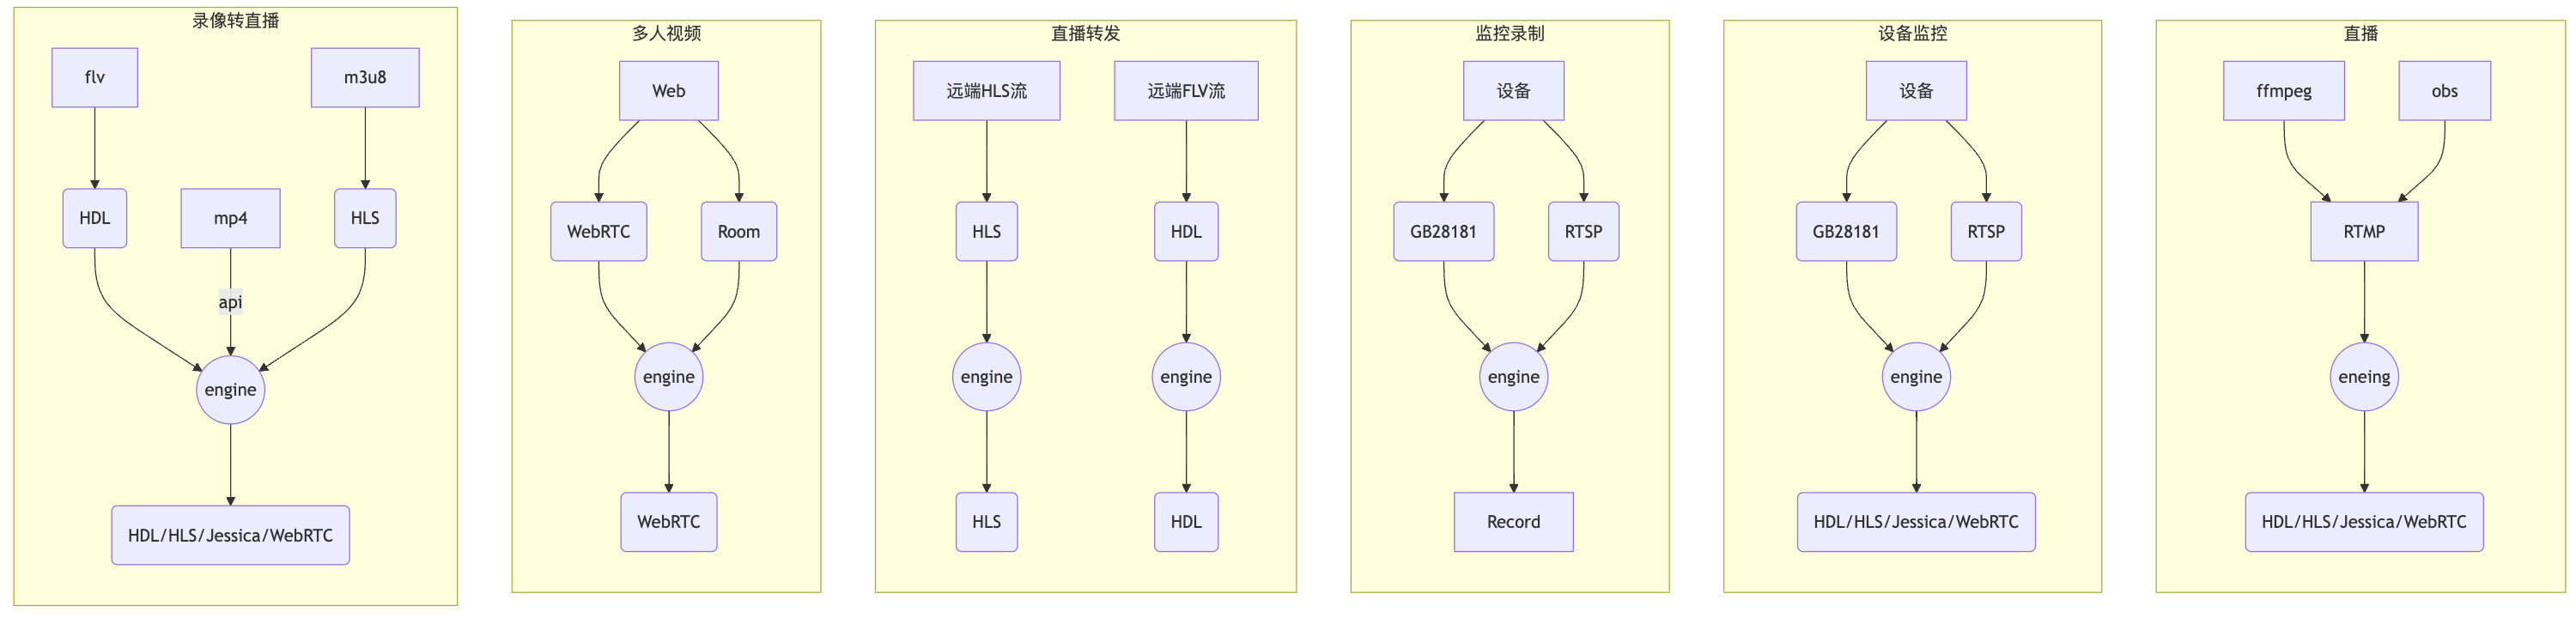 录像转直播
flv
m3u8
HDL
mp4
HLS
api
engine
HDL/HLS/Jessica/WebRTC
多人视频
Web
WebRTC
Room
engine
WebRTC
直播转发
远端HLS流
远端FLV流
HLS
HDL
engine
engine
HLS
HDL
监控录制
设备
GB28181
RTSP
engine
Record
设备监控
设备
GB28181
RTSP
engine
HDL/HLS/Jessica/WebRTC
直播
ffmpeg
obs
RTMP
eneing
HDL/HLS/Jessica/WebRTC